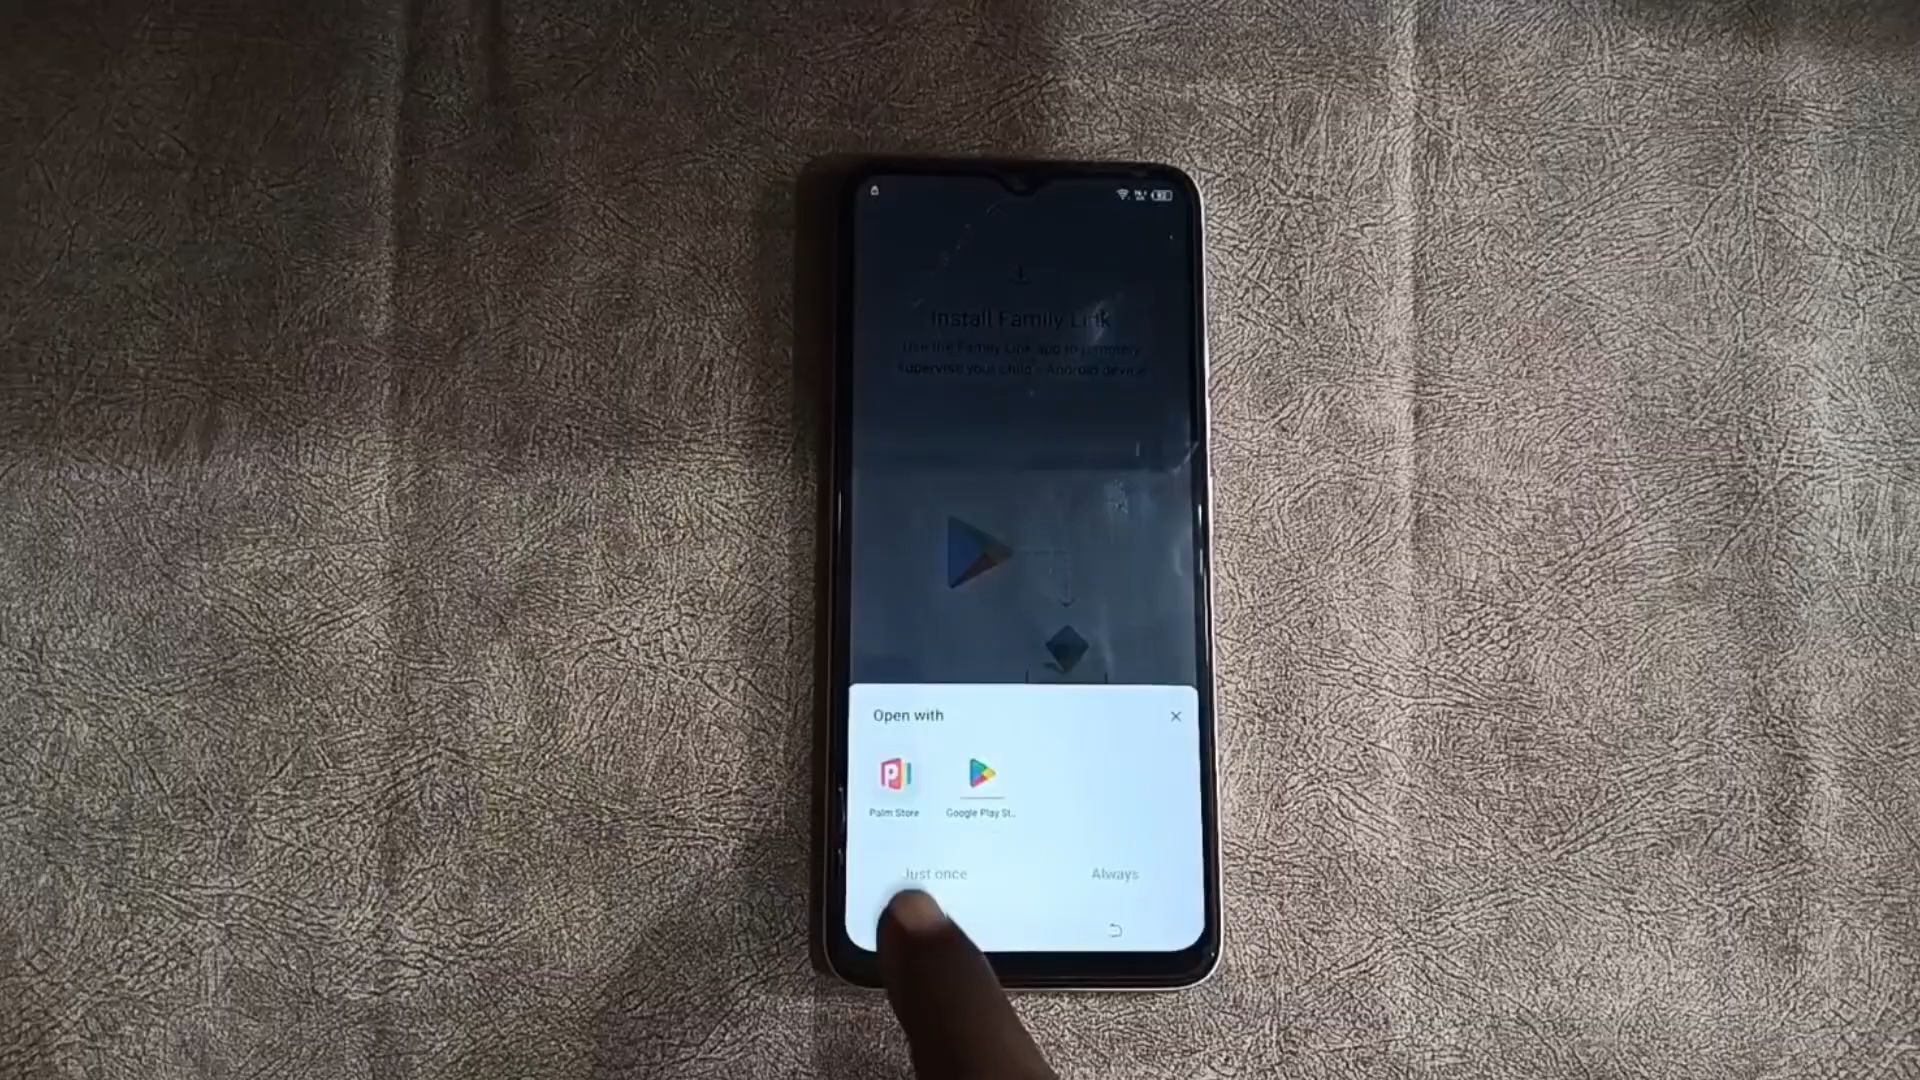 Install Family Link
Use the Family Link app to remotely
supervise your child's Android device
Open with
Palm Store
Google Play St...
Just once
Always